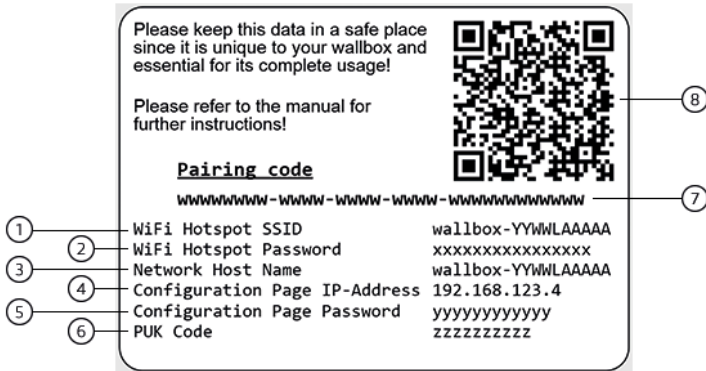 Please keep this data in a safe place
since it is unique to your wallbox and
essential for its complete usage!
Please refer to the manual for
further instructions!
8
Pairing code
wwwwwwww-wwww-wwww-wwww-wwwwwwwwwwww 7
1 WiFi Hotspot SSID wallbox-YYWWLAAAAA
2 WiFi Hotspot Password xxxxxxxxxxxxxxxx
3 Network Host Name wallbox-YYWWLAAAAA
4 Configuration Page IP-Address 192.168.123.4
5 Configuration Page Password yyyyyyyyyyyy
6 PUK Code zzzzzzzzzz